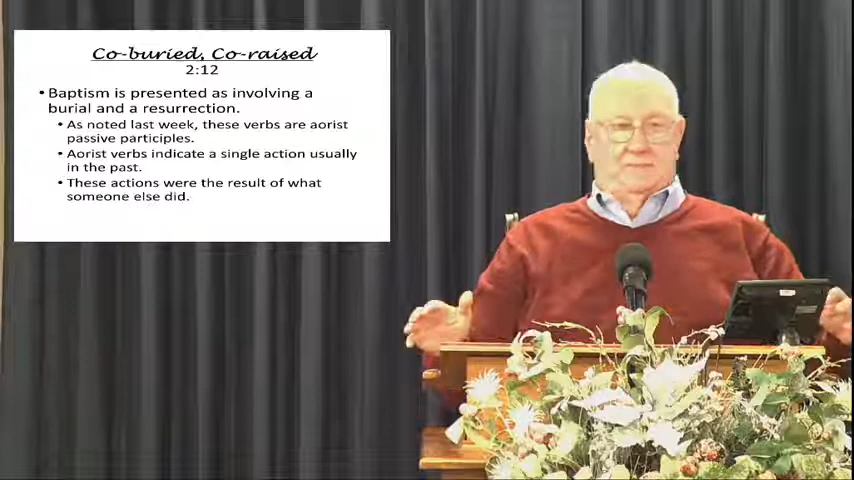 Co-buried, Co-raised
2:12
• Baptism is presented as involving a
burial and a resurrection.
• As noted last week, these verbs are aorist
passive participles.
• Aorist verbs indicate a single action usually
in the past.
• These actions were the result of what
someone else did.